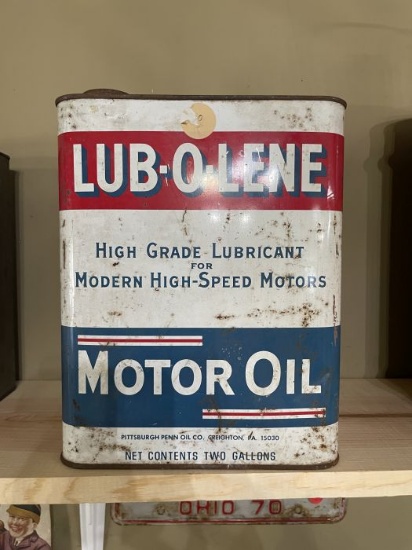 LUB-O-LENE
HIGH GRADE LUBRICANT
FOR
MODERN HIGH-SPEED MOTORS
MOTOR OIL
PITTSBURGH PENN OIL CO. CREIGHTON, PA. 15030
NET CONTENTS TWO GALLONS
OHIO 70